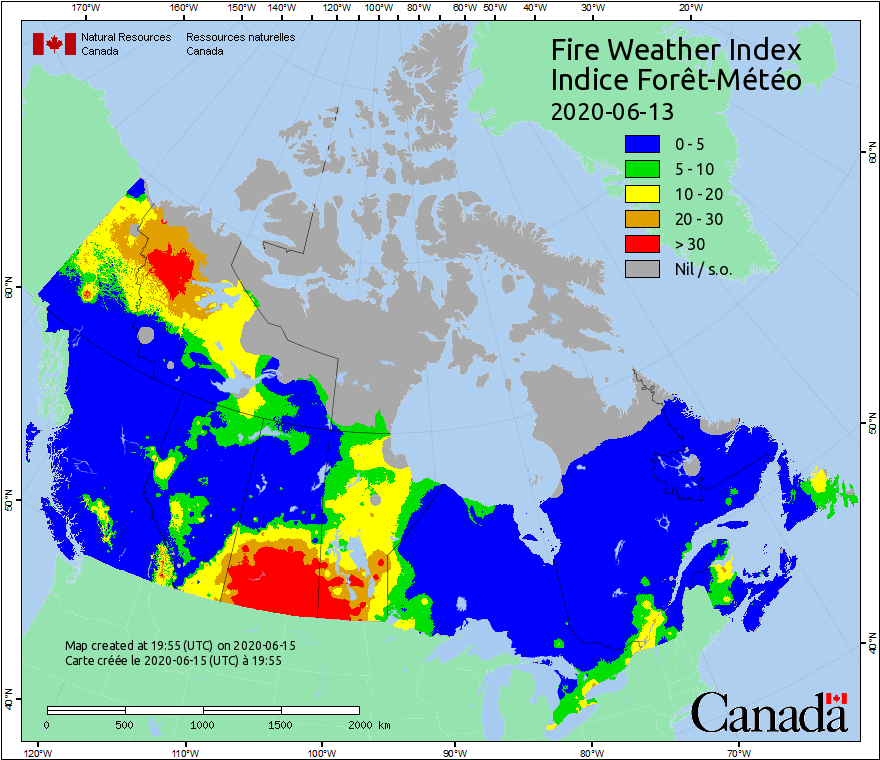 170°W 160°W 150°W 140°W 130°W 120°W 110°W 100°W 90°W 80°W 60°W 50°W 40°W 30°W 20°W
Natural Resources Ressources naturelles
Canada Canada
Fire Weather Index
Indice Forêt-Météo
2020-06-13
0 - 5
5 - 10
10 - 20
20 - 30
> 30
Nil / s.o.
60°N
60°N
50°N
50°N
40°N
40°N
Map created at 19:55 (UTC) on 2020-06-15
Carte créée le 2020-06-15 (UTC) à 19:55
0 500 1000 1500 2000 km
Canada
120°W 110°W 100°W 90°W 80°W 70°W